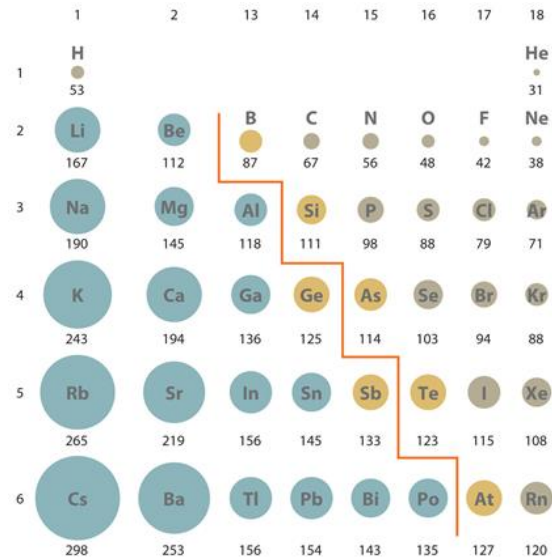 1 2 13 14 15 16 17 18
H He
1
53 31
B C N O F Ne
2 Li Be
167 112 87 67 56 48 42 38
3 Na Mg Al Si P S Cl Ar
190 145 118 111 98 88 79 71
4 K Ca Ga Ge As Se Br Kr
243 194 136 125 114 103 94 88
5 Rb Sr In Sn Sb Te I Xe
265 219 156 145 133 123 115 108
6 Cs Ba Tl Pb Bi Po At Rn
298 253 156 154 143 135 127 120